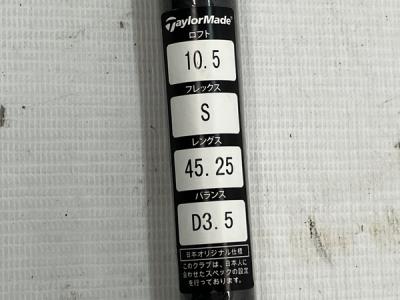 TaylorMade
ロフト
10.5
フレックス
S
レングス
45.25
バランス
D3.5
日本オリジナル仕様
このクラブは、日本人に
合わせたスペックの設定
を行っております。